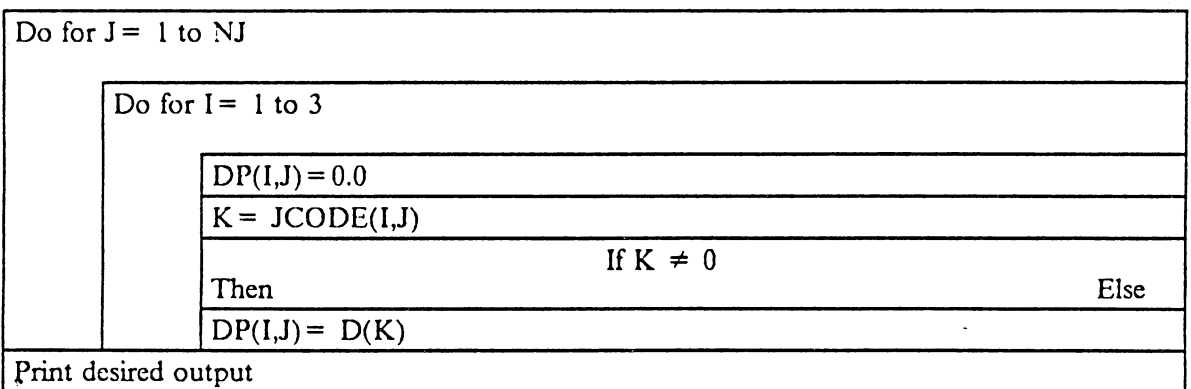 Do for J = 1 to NJ
Do for I = 1 to 3
DP(I,J) = 0.0
K = JCODE(I,J)
If K ≠ 0
Then Else
DP(I,J) = D(K)
Print desired output